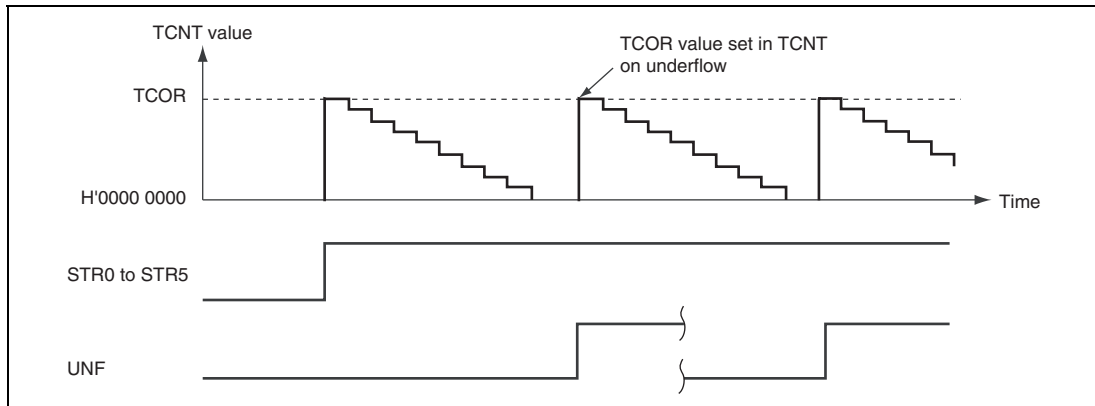 TCNT value
TCOR value set in TCNT
on underflow
TCOR
H'0000 0000
Time
STR0 to STR5
UNF